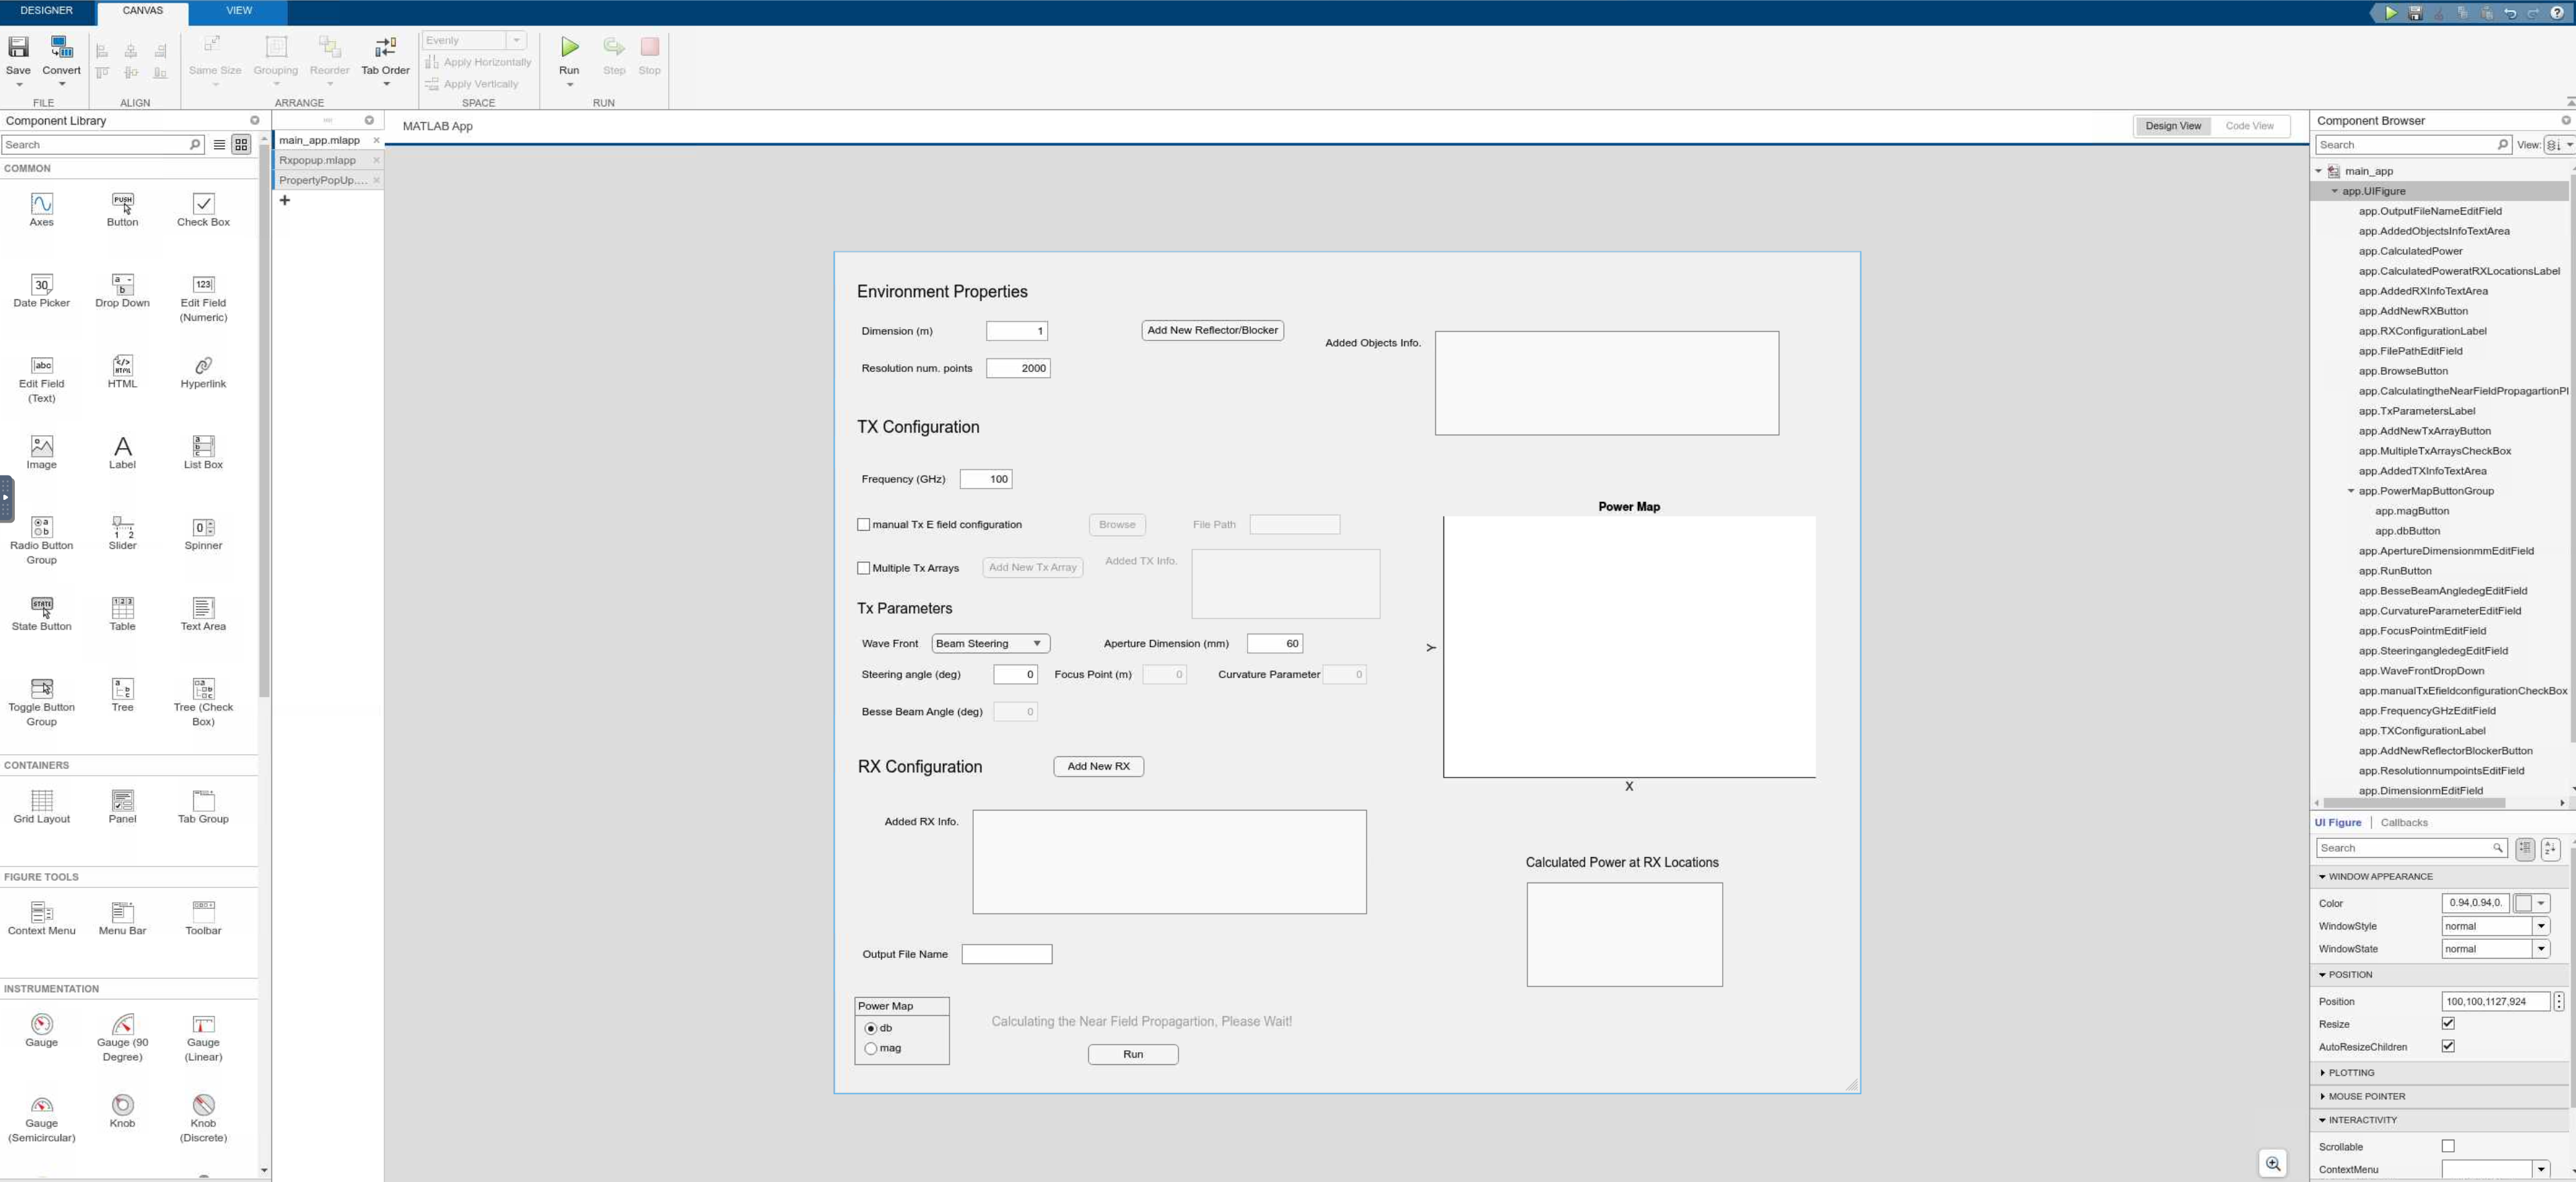 DESIGNER CANVAS VIEW
Save Convert Same Size Grouping Reorder Tab Order
Evenly
Apply Horizontally
Apply Vertically
Run Step Stop
FILE ALIGN ARRANGE SPACE RUN
Component Library
Search
COMMON
Axes Button Check Box
30 Date Picker Drop Down 123 Edit Field (Numeric)
abc Edit Field (Text) HTML Hyperlink
Image Label List Box
Radio Button Group Slider Spinner
State Button Table Text Area
Toggle Button Group Tree Tree (Check Box)
CONTAINERS
Grid Layout Panel Tab Group
FIGURE TOOLS
Context Menu Menu Bar Toolbar
INSTRUMENTATION
Gauge Gauge (90 Degree) Gauge (Linear)
Gauge (Semicircular) Knob Knob (Discrete)
main_app.mlapp
Rxpopup.mlapp
PropertyPopUp....
MATLAB App
Design View Code View
Environment Properties
Dimension (m) 1
Add New Reflector/Blocker
Added Objects Info.
Resolution num. points 2000
TX Configuration
Frequency (GHz) 100
manual Tx E field configuration Browse File Path
Multiple Tx Arrays Add New Tx Array Added TX Info.
Tx Parameters
Wave Front Beam Steering Aperture Dimension (mm) 60
Steering angle (deg) 0 Focus Point (m) 0 Curvature Parameter 0
Besse Beam Angle (deg) 0
Power Map
Y
X
RX Configuration Add New RX
Added RX Info.
Calculated Power at RX Locations
Output File Name
Power Map
db
mag
Calculating the Near Field Propagartion, Please Wait!
Run
Component Browser
Search View:
main_app
app.UIFigure
app.OutputFileNameEditField
app.AddedObjectsInfoTextArea
app.CalculatedPower
app.CalculatedPoweratRXLocationsLabel
app.AddedRXInfoTextArea
app.AddNewRXButton
app.RXConfigurationLabel
app.FilePathEditField
app.BrowseButton
app.CalculatingtheNearFieldPropagartionPl
app.TxParametersLabel
app.AddNewTxArrayButton
app.MultipleTxArraysCheckBox
app.AddedTXInfoTextArea
app.PowerMapButtonGroup
app.magButton
app.dbButton
app.ApertureDimensionmmEditField
app.RunButton
app.BesseBeamAngledegEditField
app.CurvatureParameterEditField
app.FocusPointmEditField
app.SteeringangledegEditField
app.WaveFrontDropDown
app.manualTxEfieldconfigurationCheckBox
app.FrequencyGHzEditField
app.TXConfigurationLabel
app.AddNewReflectorBlockerButton
app.ResolutionnumpointsEditField
app.DimensionmEditField
UI Figure | Callbacks
Search
WINDOW APPEARANCE
Color 0.94,0.94,0.
WindowStyle normal
WindowState normal
POSITION
Position 100,100,1127,924
Resize
AutoResizeChildren
PLOTTING
MOUSE POINTER
INTERACTIVITY
Scrollable
ContextMenu